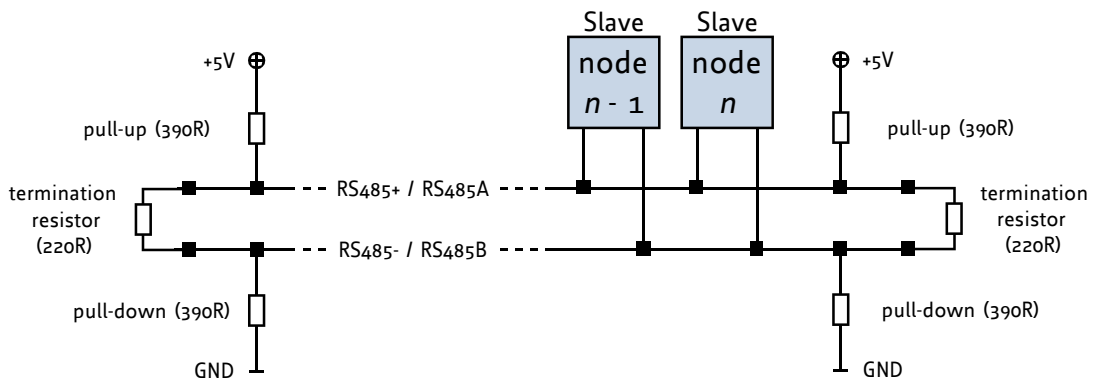 Slave
Slave
+5V
node
n - 1
node
n
+5V
pull-up (390R)
pull-up (390R)
termination
resistor
(220R)
RS485+ / RS485A
termination
resistor
(220R)
RS485- / RS485B
pull-down (390R)
pull-down (390R)
GND
GND